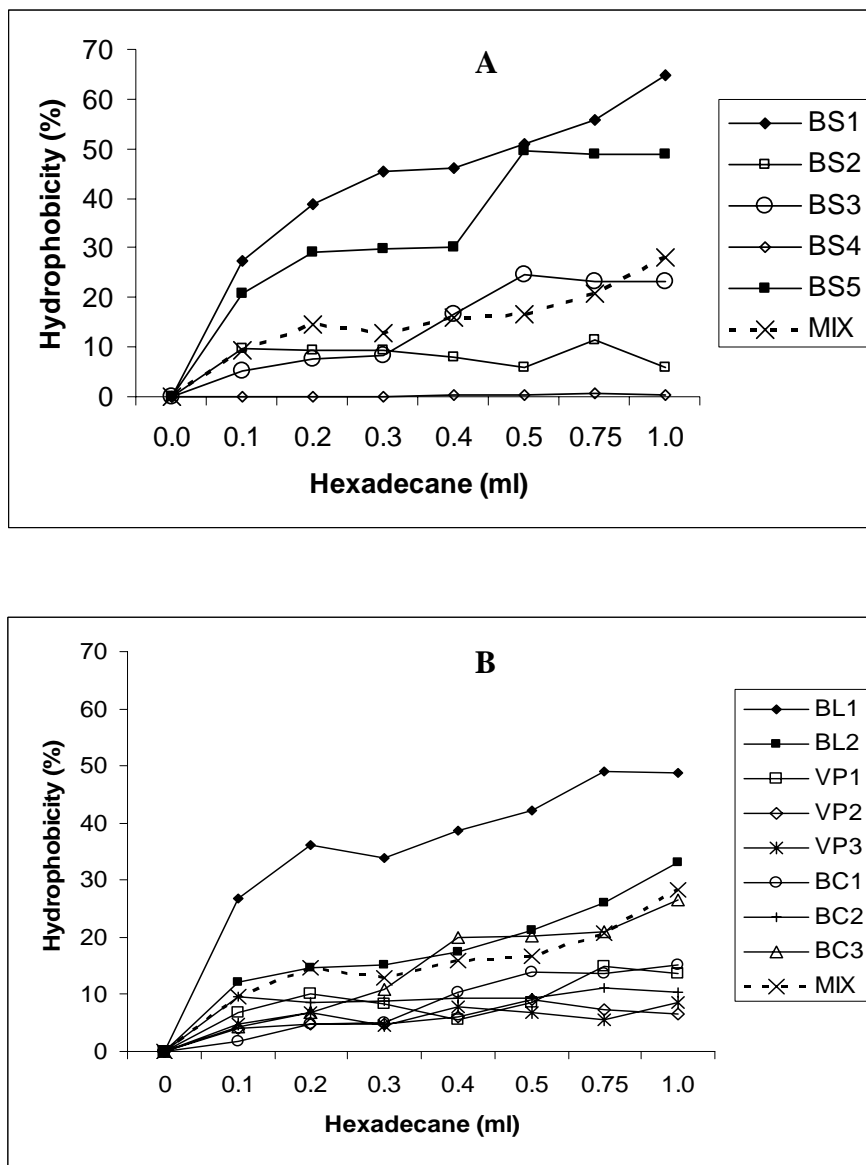 A
Hydrophobicity (%)
70
60
50
40
30
20
10
0
0.0 0.1 0.2 0.3 0.4 0.5 0.75 1.0
Hexadecane (ml)
BS1
BS2
BS3
BS4
BS5
MIX
B
Hydrophobicity (%)
70
60
50
40
30
20
10
0
0 0.1 0.2 0.3 0.4 0.5 0.75 1.0
Hexadecane (ml)
BL1
BL2
VP1
VP2
VP3
BC1
BC2
BC3
MIX